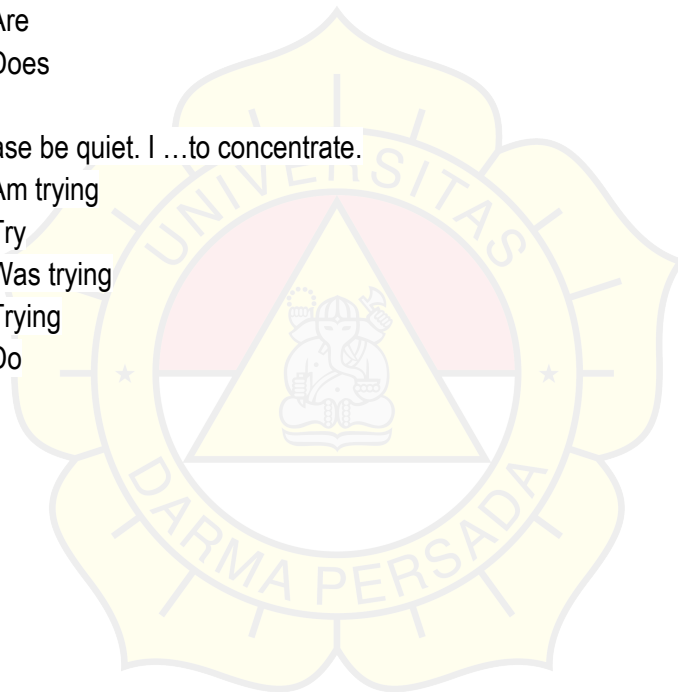 Are
Does
ase be quiet. I …to concentrate.
Am trying
Try
Was trying
Trying
Do
UNIVERSITAS
DARMA PERSADA